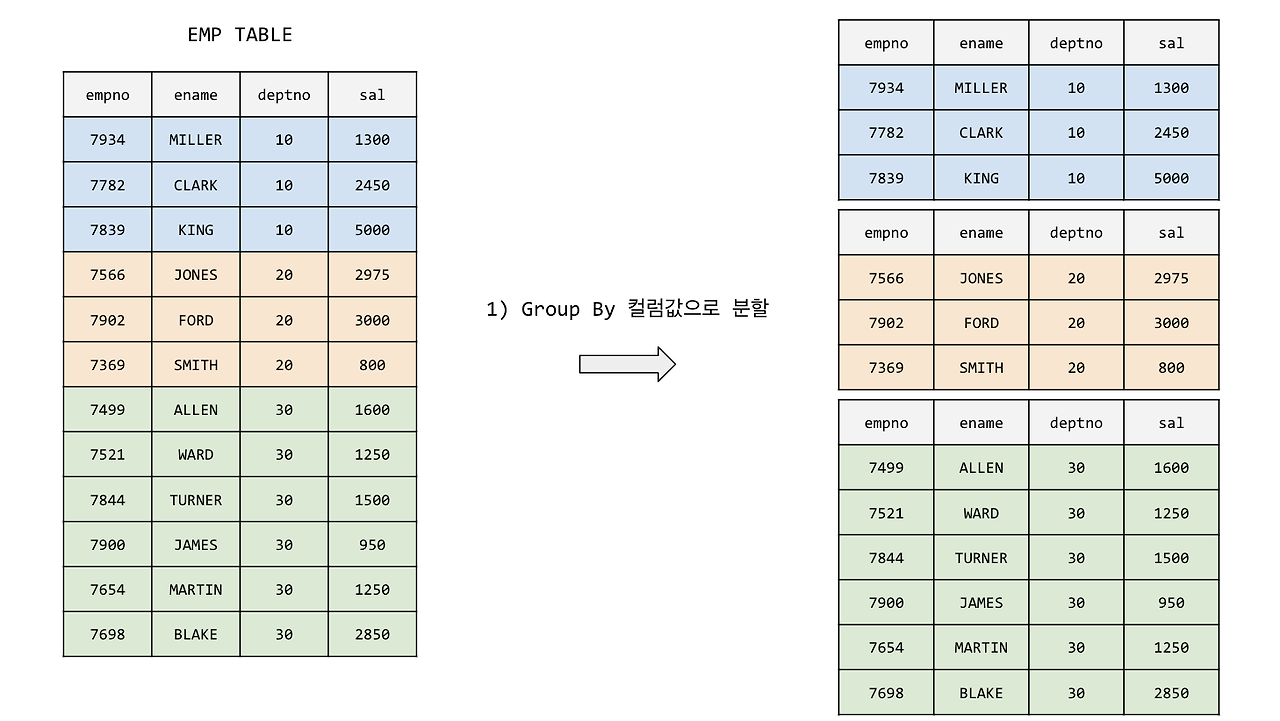 EMP TABLE
empno ename deptno sal
7934 MILLER 10 1300
7782 CLARK 10 2450
7839 KING 10 5000
7566 JONES 20 2975
7902 FORD 20 3000
7369 SMITH 20 800
7499 ALLEN 30 1600
7521 WARD 30 1250
7844 TURNER 30 1500
7900 JAMES 30 950
7654 MARTIN 30 1250
7698 BLAKE 30 2850
1) Group By 컬럼값으로 분할
empno ename deptno sal
7934 MILLER 10 1300
7782 CLARK 10 2450
7839 KING 10 5000
empno ename deptno sal
7566 JONES 20 2975
7902 FORD 20 3000
7369 SMITH 20 800
empno ename deptno sal
7499 ALLEN 30 1600
7521 WARD 30 1250
7844 TURNER 30 1500
7900 JAMES 30 950
7654 MARTIN 30 1250
7698 BLAKE 30 2850